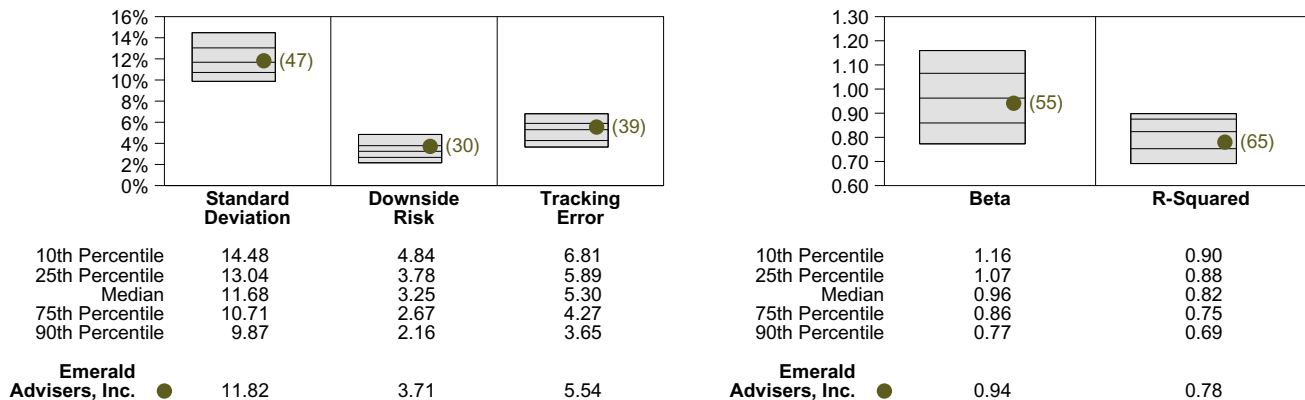 16%
14%
12%
10%
8%
6%
4%
2%
0%
(47)
(30)
(39)
Standard Deviation
Downside Risk
Tracking Error
10th Percentile 14.48 4.84 6.81
25th Percentile 13.04 3.78 5.89
Median 11.68 3.25 5.30
75th Percentile 10.71 2.67 4.27
90th Percentile 9.87 2.16 3.65
Emerald
Advisers, Inc. 11.82 3.71 5.54
1.30
1.20
1.10
1.00
0.90
0.80
0.70
0.60
(55)
(65)
Beta R-Squared
10th Percentile 1.16 0.90
25th Percentile 1.07 0.88
Median 0.96 0.82
75th Percentile 0.86 0.75
90th Percentile 0.77 0.69
Emerald
Advisers, Inc. 0.94 0.78